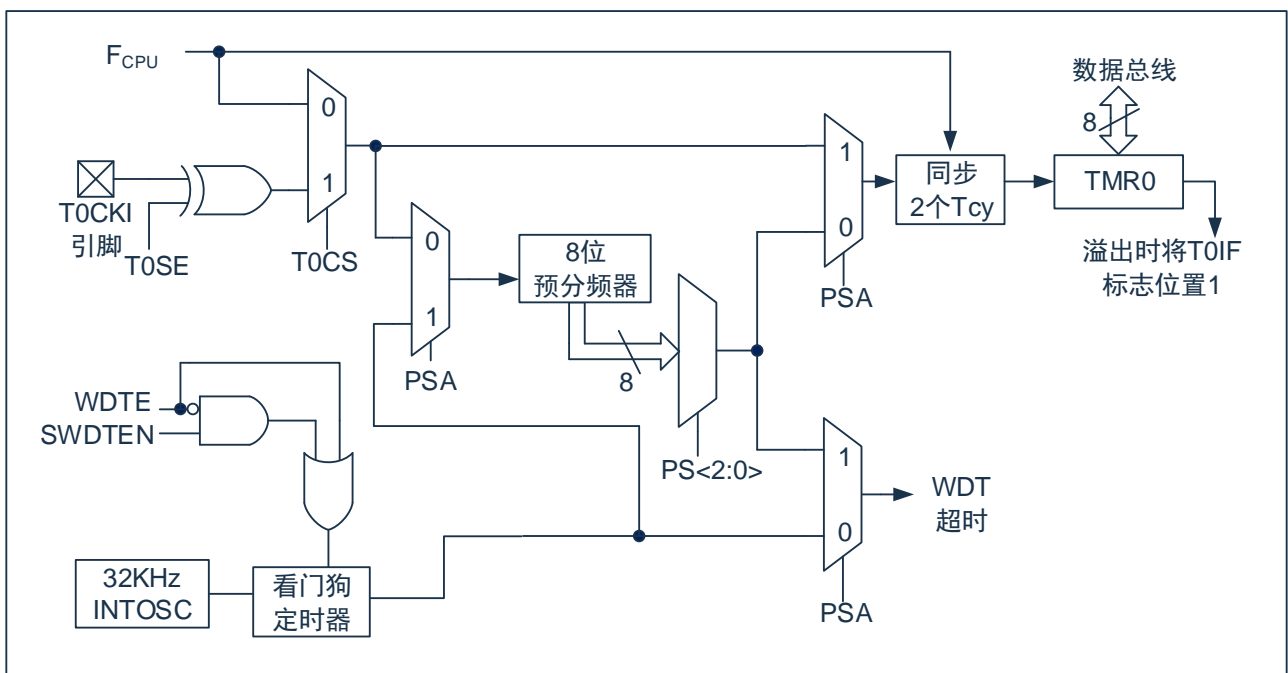 FCPU
数据总线
8
0
1
1
0
T0CKI
引脚
T0SE
T0CS
同步
2个Tcy
TMR0
溢出时将T0IF
标志位置1
PSA
0
1
PSA
8位
预分频器
8
PS<2:0>
WDTE
SWDTEN
1
0
WDT
超时
PSA
32KHz
INTOSC
看门狗
定时器